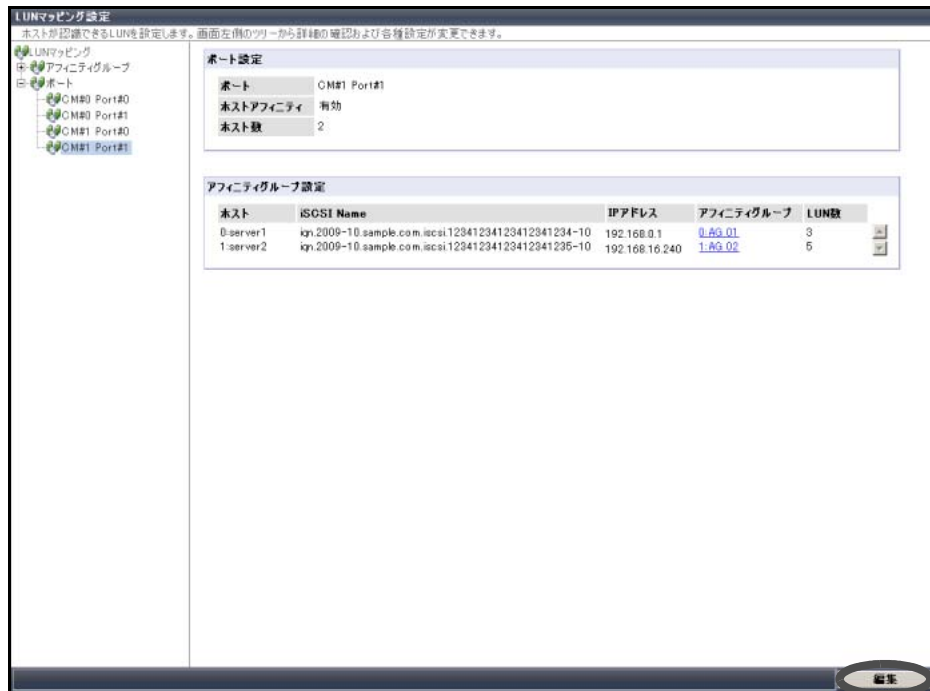 LUNマッピング設定
ホストが認識できるLUNを設定します。画面左側のツリーから詳細の確認および各種設定が変更できます。
LUNマッピング
アフィニティグループ
ポート
CM#0 Port#0
CM#0 Port#1
CM#1 Port#0
CM#1 Port#1
ポート設定
ポート CM#1 Port#1
ホストアフィニティ 有効
ホスト数 2
アフィニティグループ設定
ホスト iSCSI Name IPアドレス アフィニティグループ LUN数
0:server1 iqn.2009-10.sample.com.iscsi.12341234123412341234-10 192.168.0.1 0:AG 01 3
1:server2 iqn.2009-10.sample.com.iscsi.12341234123412341235-10 192.168.16.240 1:AG 02 5
編集